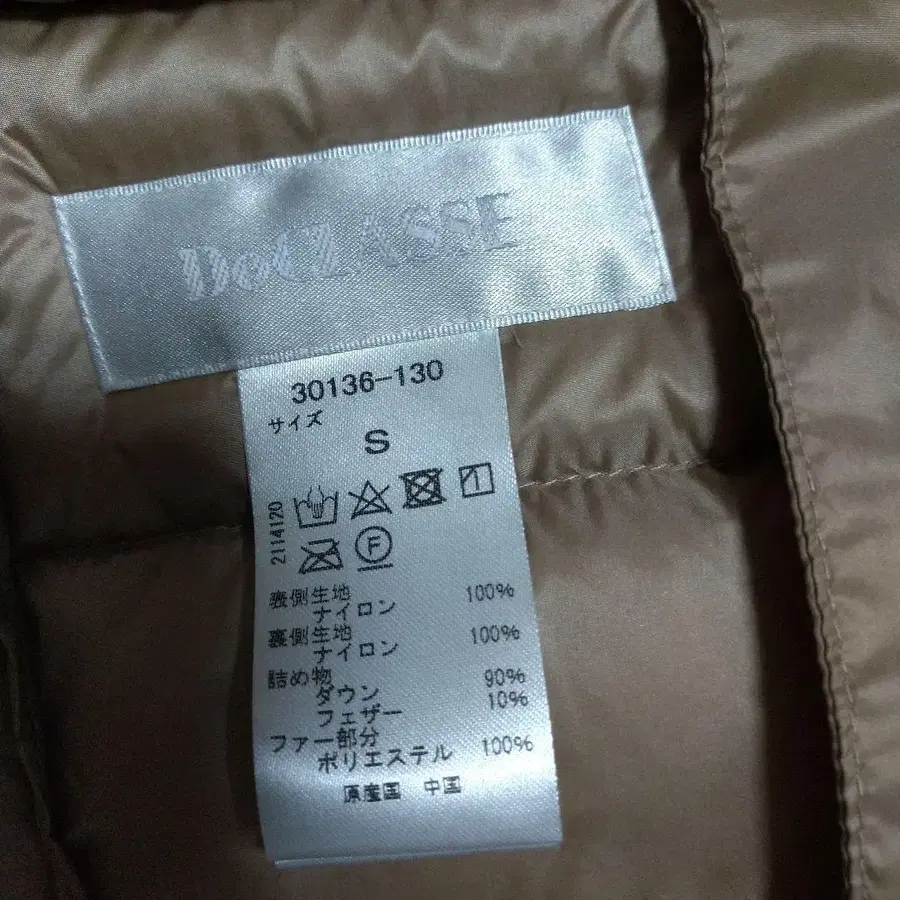 DoCLASSE
30136-130
サイズ
S
2114120
F
表側生地
ナイロン 100%
裏側生地
ナイロン 100%
詰め物
ダウン 90%
フェザー 10%
ファー部分
ポリエステル 100%
原産国 中国